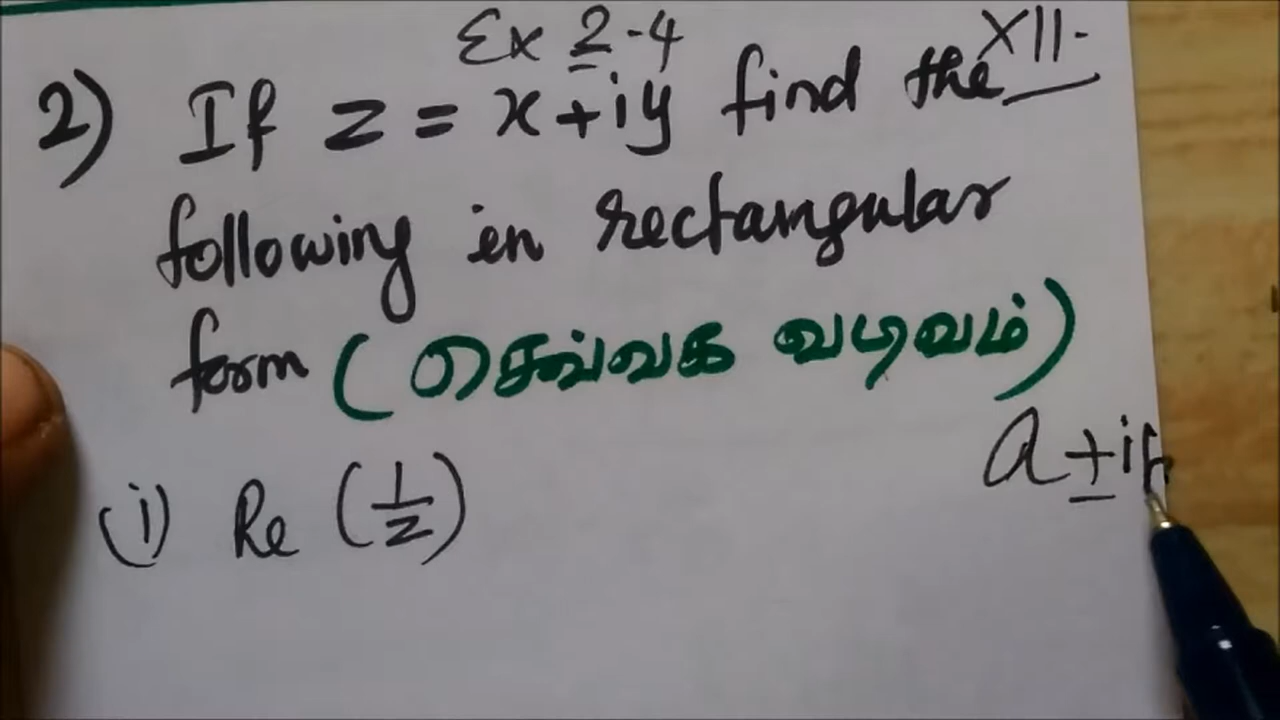 Ex 2.4
XII.
2) If z = x+iy find the
following in rectangular
form (செவ்வக வடிவம்)
a ± ib
(i) Re (1/z)